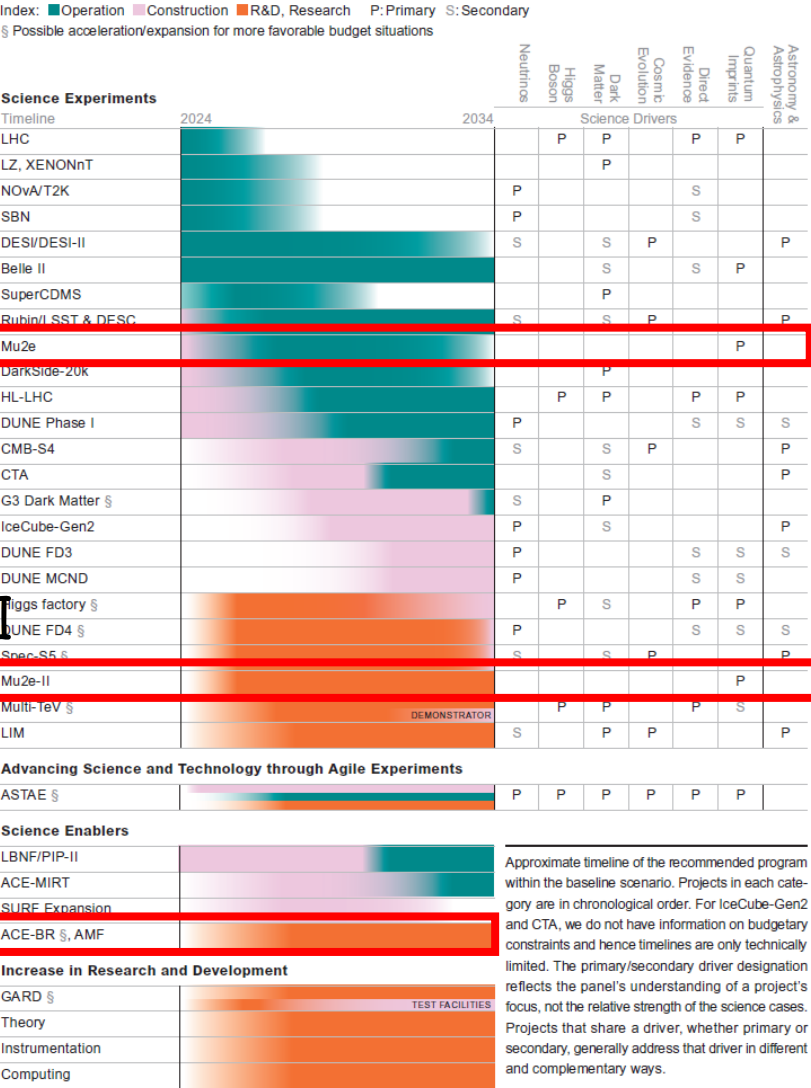 Index: Operation Construction R&D, Research P: Primary S: Secondary
§ Possible acceleration/expansion for more favorable budget situations
Science Experiments
Timeline 2024 2034 Science Drivers
Neutrinos
Higgs Boson
Dark Matter
Cosmic Evolution
Direct Evidence
Quantum Imprints
Astronomy & Astrophysics
LHC P P P P
LZ, XENONnT P
NOvA/T2K P S
SBN P S
DESI/DESI-II S S P P
Belle II S S P
SuperCDMS P
Rubin/LSST & DESC S S P P
Mu2e P
DarkSide-20k P
HL-LHC P P P P
DUNE Phase I P S S S
CMB-S4 S S P P
CTA S P
G3 Dark Matter § S P
IceCube-Gen2 P S P
DUNE FD3 P S S S
DUNE MCND P S S
Higgs factory § P S P P
DUNE FD4 § P S S S
Spec-S5 § S S P P
Mu2e-II P
Multi-TeV § DEMONSTRATOR P P P S
LIM S P P P
Advancing Science and Technology through Agile Experiments
ASTAE § P P P P P P
Science Enablers
LBNF/PIP-II
ACE-MIRT
SURF Expansion
ACE-BR §, AMF
Increase in Research and Development
GARD § TEST FACILITIES
Theory
Instrumentation
Computing
Approximate timeline of the recommended program
within the baseline scenario. Projects in each cate-
gory are in chronological order. For IceCube-Gen2
and CTA, we do not have information on budgetary
constraints and hence timelines are only technically
limited. The primary/secondary driver designation
reflects the panel's understanding of a project's
focus, not the relative strength of the science cases.
Projects that share a driver, whether primary or
secondary, generally address that driver in different
and complementary ways.